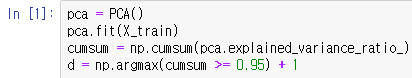 In [1]: pca = PCA()
pca.fit(X_train)
cumsum = np.cumsum(pca.explained_variance_ratio_)
d = np.argmax(cumsum >= 0.95) + 1